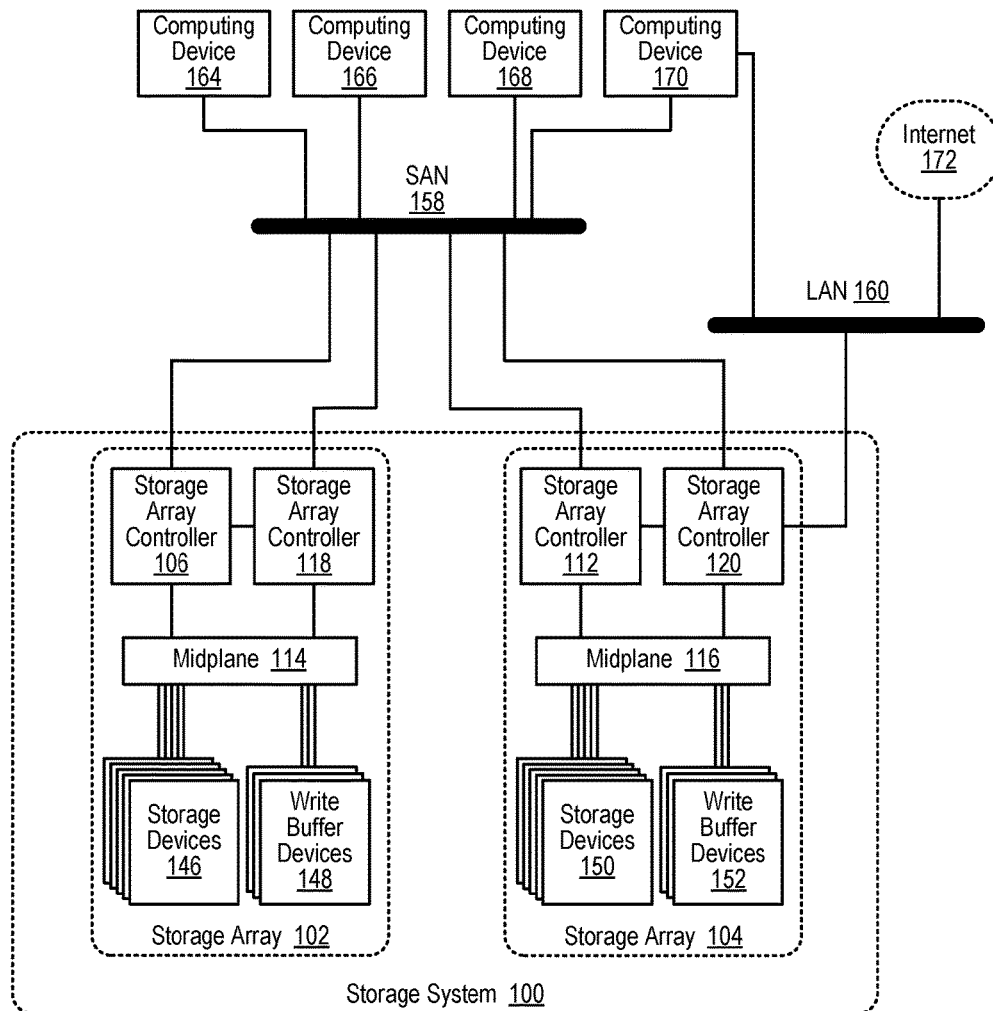 Computing
Device
164
Computing
Device
166
Computing
Device
168
Computing
Device
170
Internet
172
SAN
158
LAN 160
Storage
Array
Controller
106
Storage
Array
Controller
118
Storage
Array
Controller
112
Storage
Array
Controller
120
Midplane 114
Midplane 116
Storage
Devices
146
Write
Buffer
Devices
148
Storage
Devices
150
Write
Buffer
Devices
152
Storage Array 102
Storage Array 104
Storage System 100